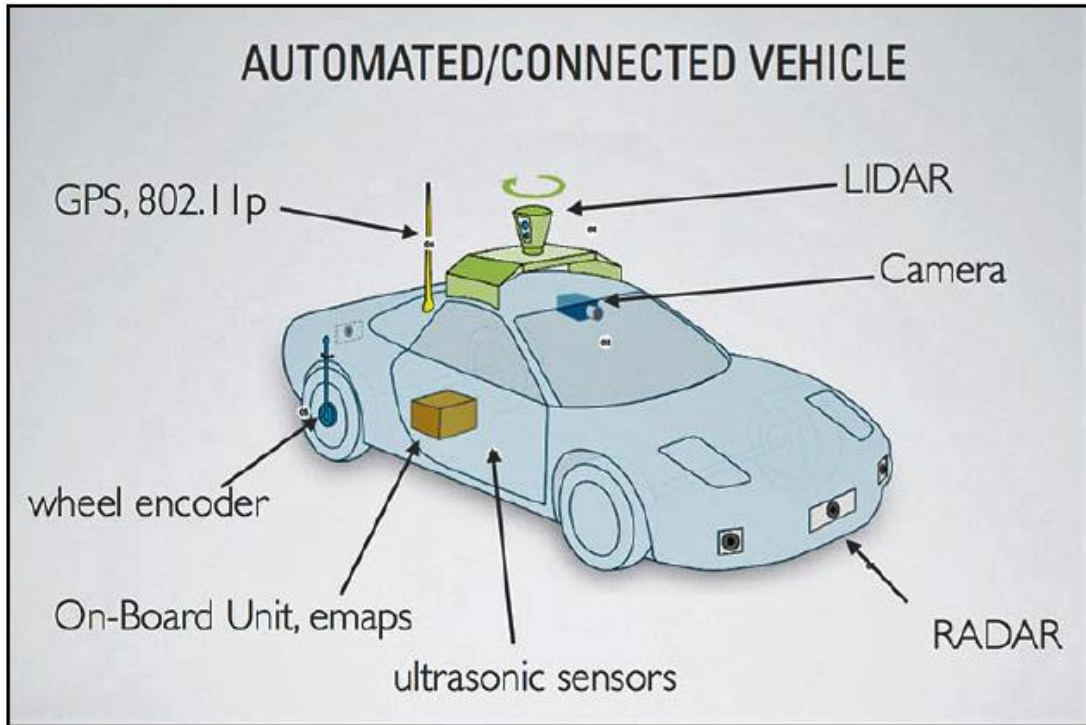 AUTOMATED/CONNECTED VEHICLE
GPS, 802.11p
LIDAR
Camera
wheel encoder
On-Board Unit, emaps
ultrasonic sensors
RADAR